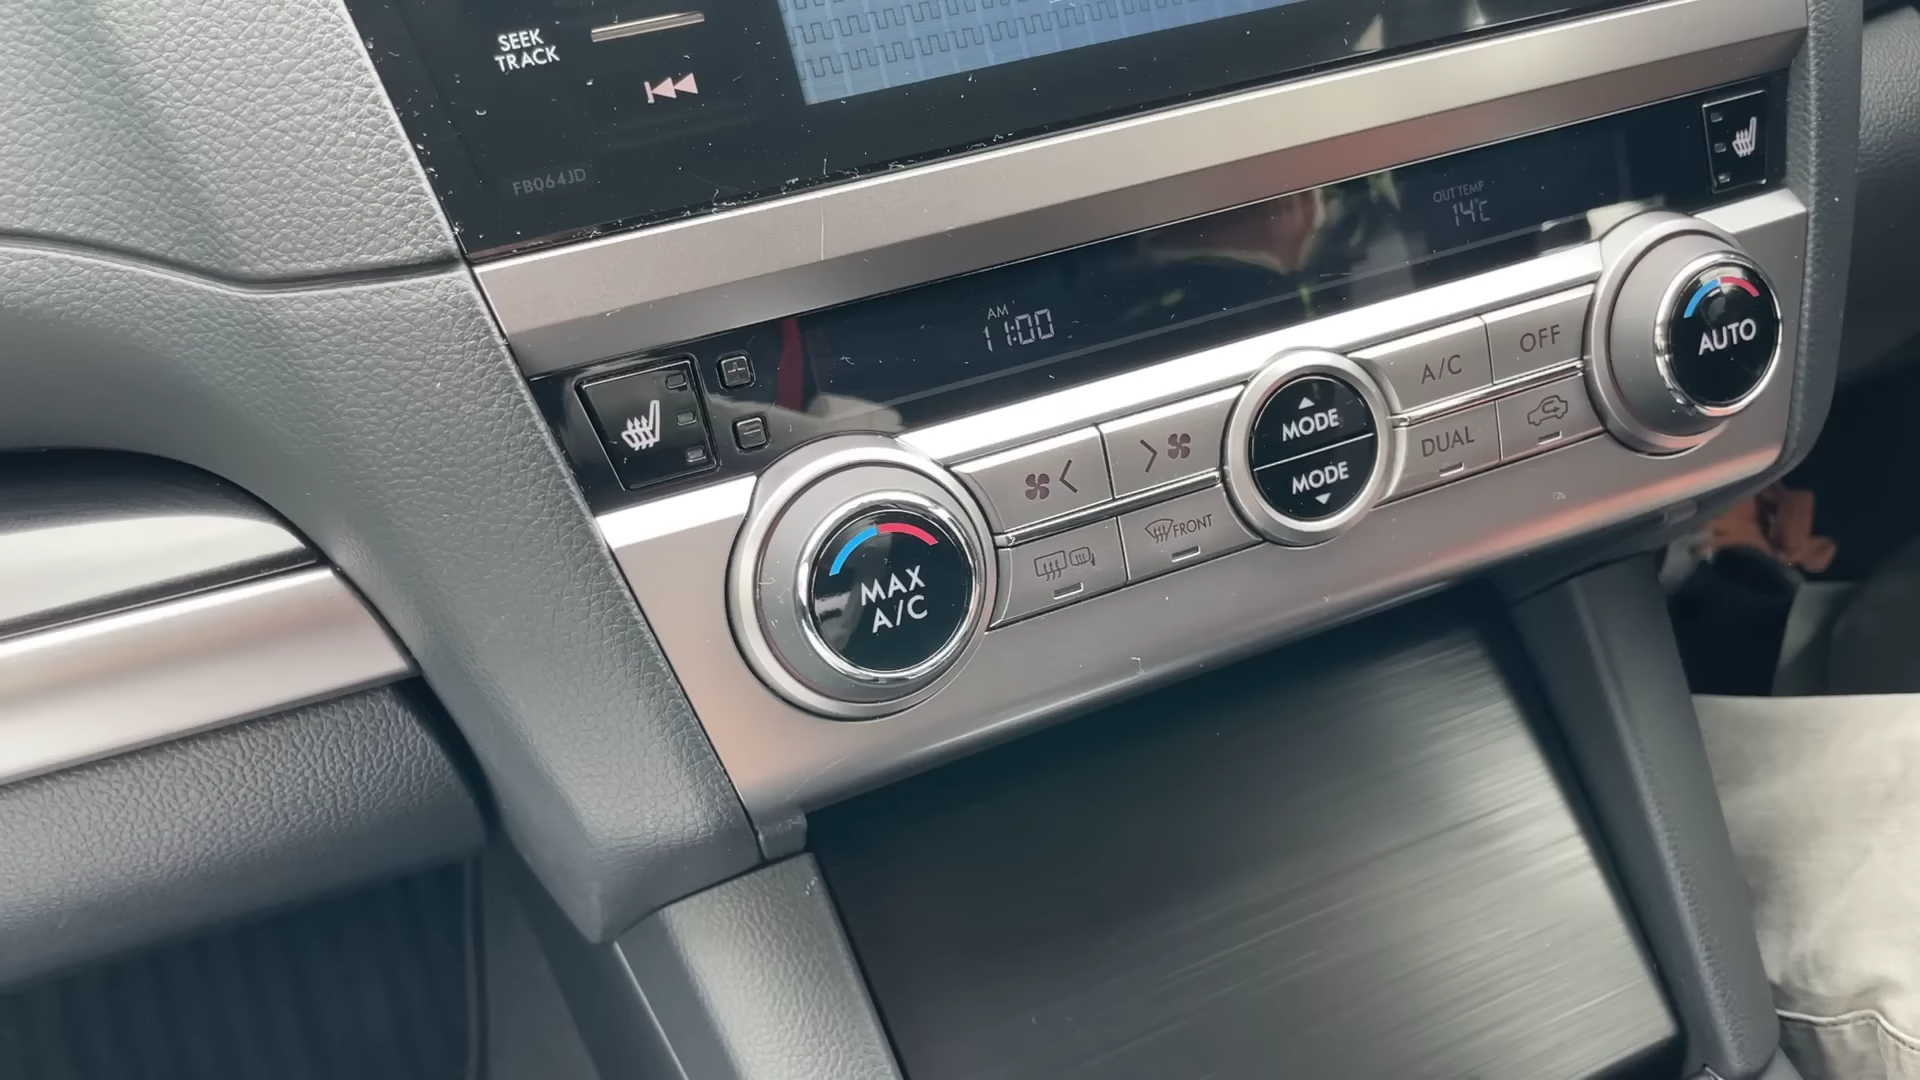 SEEK
TRACK
FB064JD
OUT TEMP
14°C
AM
11:00
AUTO
OFF
A/C
MODE
DUAL
MODE
FRONT
MAX
A/C